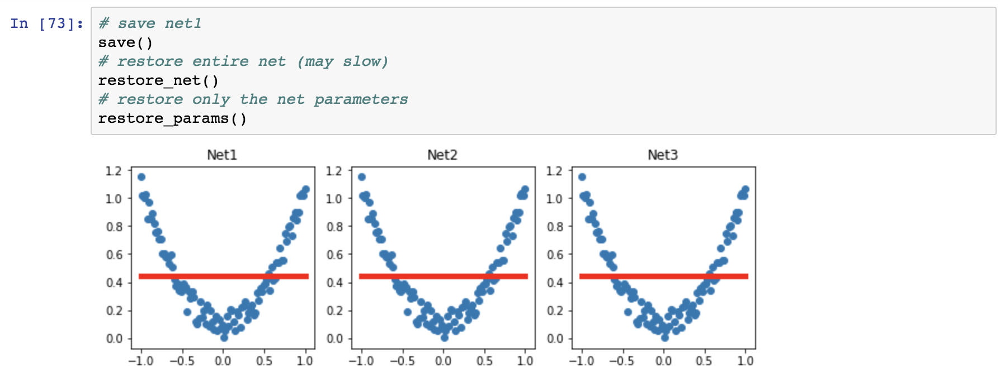 In [73]:
# save net1
save()
# restore entire net (may slow)
restore_net()
# restore only the net parameters
restore_params()
Net1
1.2
1.0
0.8
0.6
0.4
0.2
0.0
−1.0 −0.5 0.0 0.5 1.0
Net2
1.2
1.0
0.8
0.6
0.4
0.2
0.0
−1.0 −0.5 0.0 0.5 1.0
Net3
1.2
1.0
0.8
0.6
0.4
0.2
0.0
−1.0 −0.5 0.0 0.5 1.0